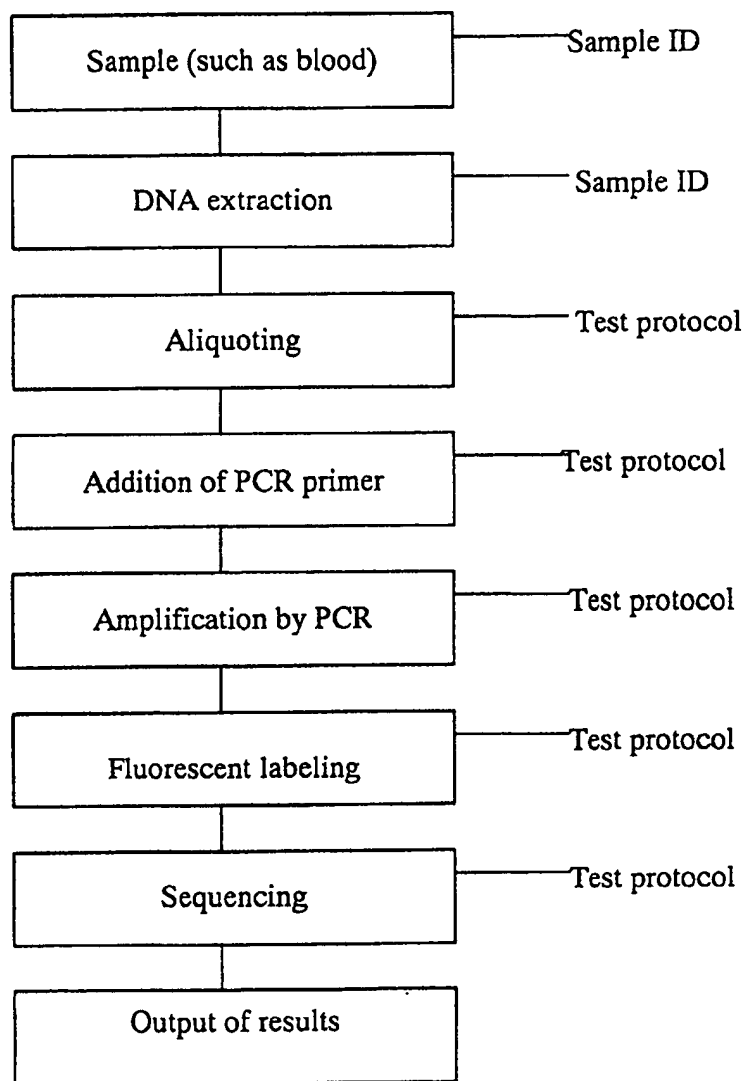 Sample (such as blood)
Sample ID
DNA extraction
Sample ID
Aliquoting
Test protocol
Addition of PCR primer
Test protocol
Amplification by PCR
Test protocol
Fluorescent labeling
Test protocol
Sequencing
Test protocol
Output of results